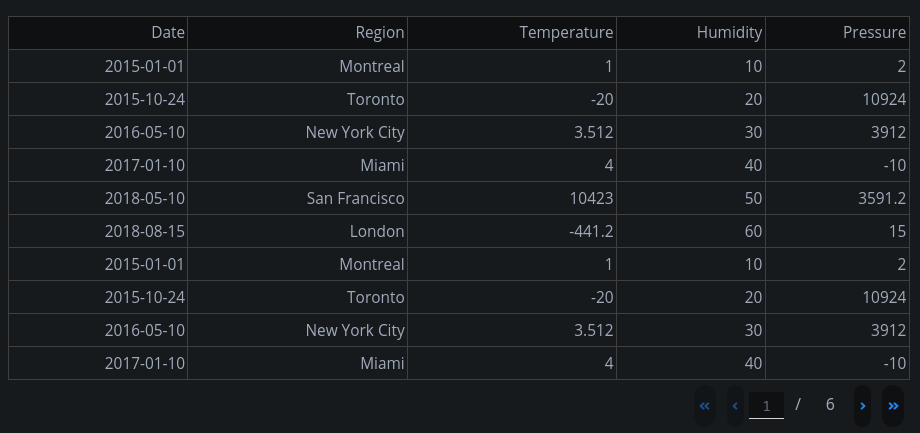 Date Region Temperature Humidity Pressure
2015-01-01 Montreal 1 10 2
2015-10-24 Toronto -20 20 10924
2016-05-10 New York City 3.512 30 3912
2017-01-10 Miami 4 40 -10
2018-05-10 San Francisco 10423 50 3591.2
2018-08-15 London -441.2 60 15
2015-01-01 Montreal 1 10 2
2015-10-24 Toronto -20 20 10924
2016-05-10 New York City 3.512 30 3912
2017-01-10 Miami 4 40 -10
« ‹ 1 / 6 › »